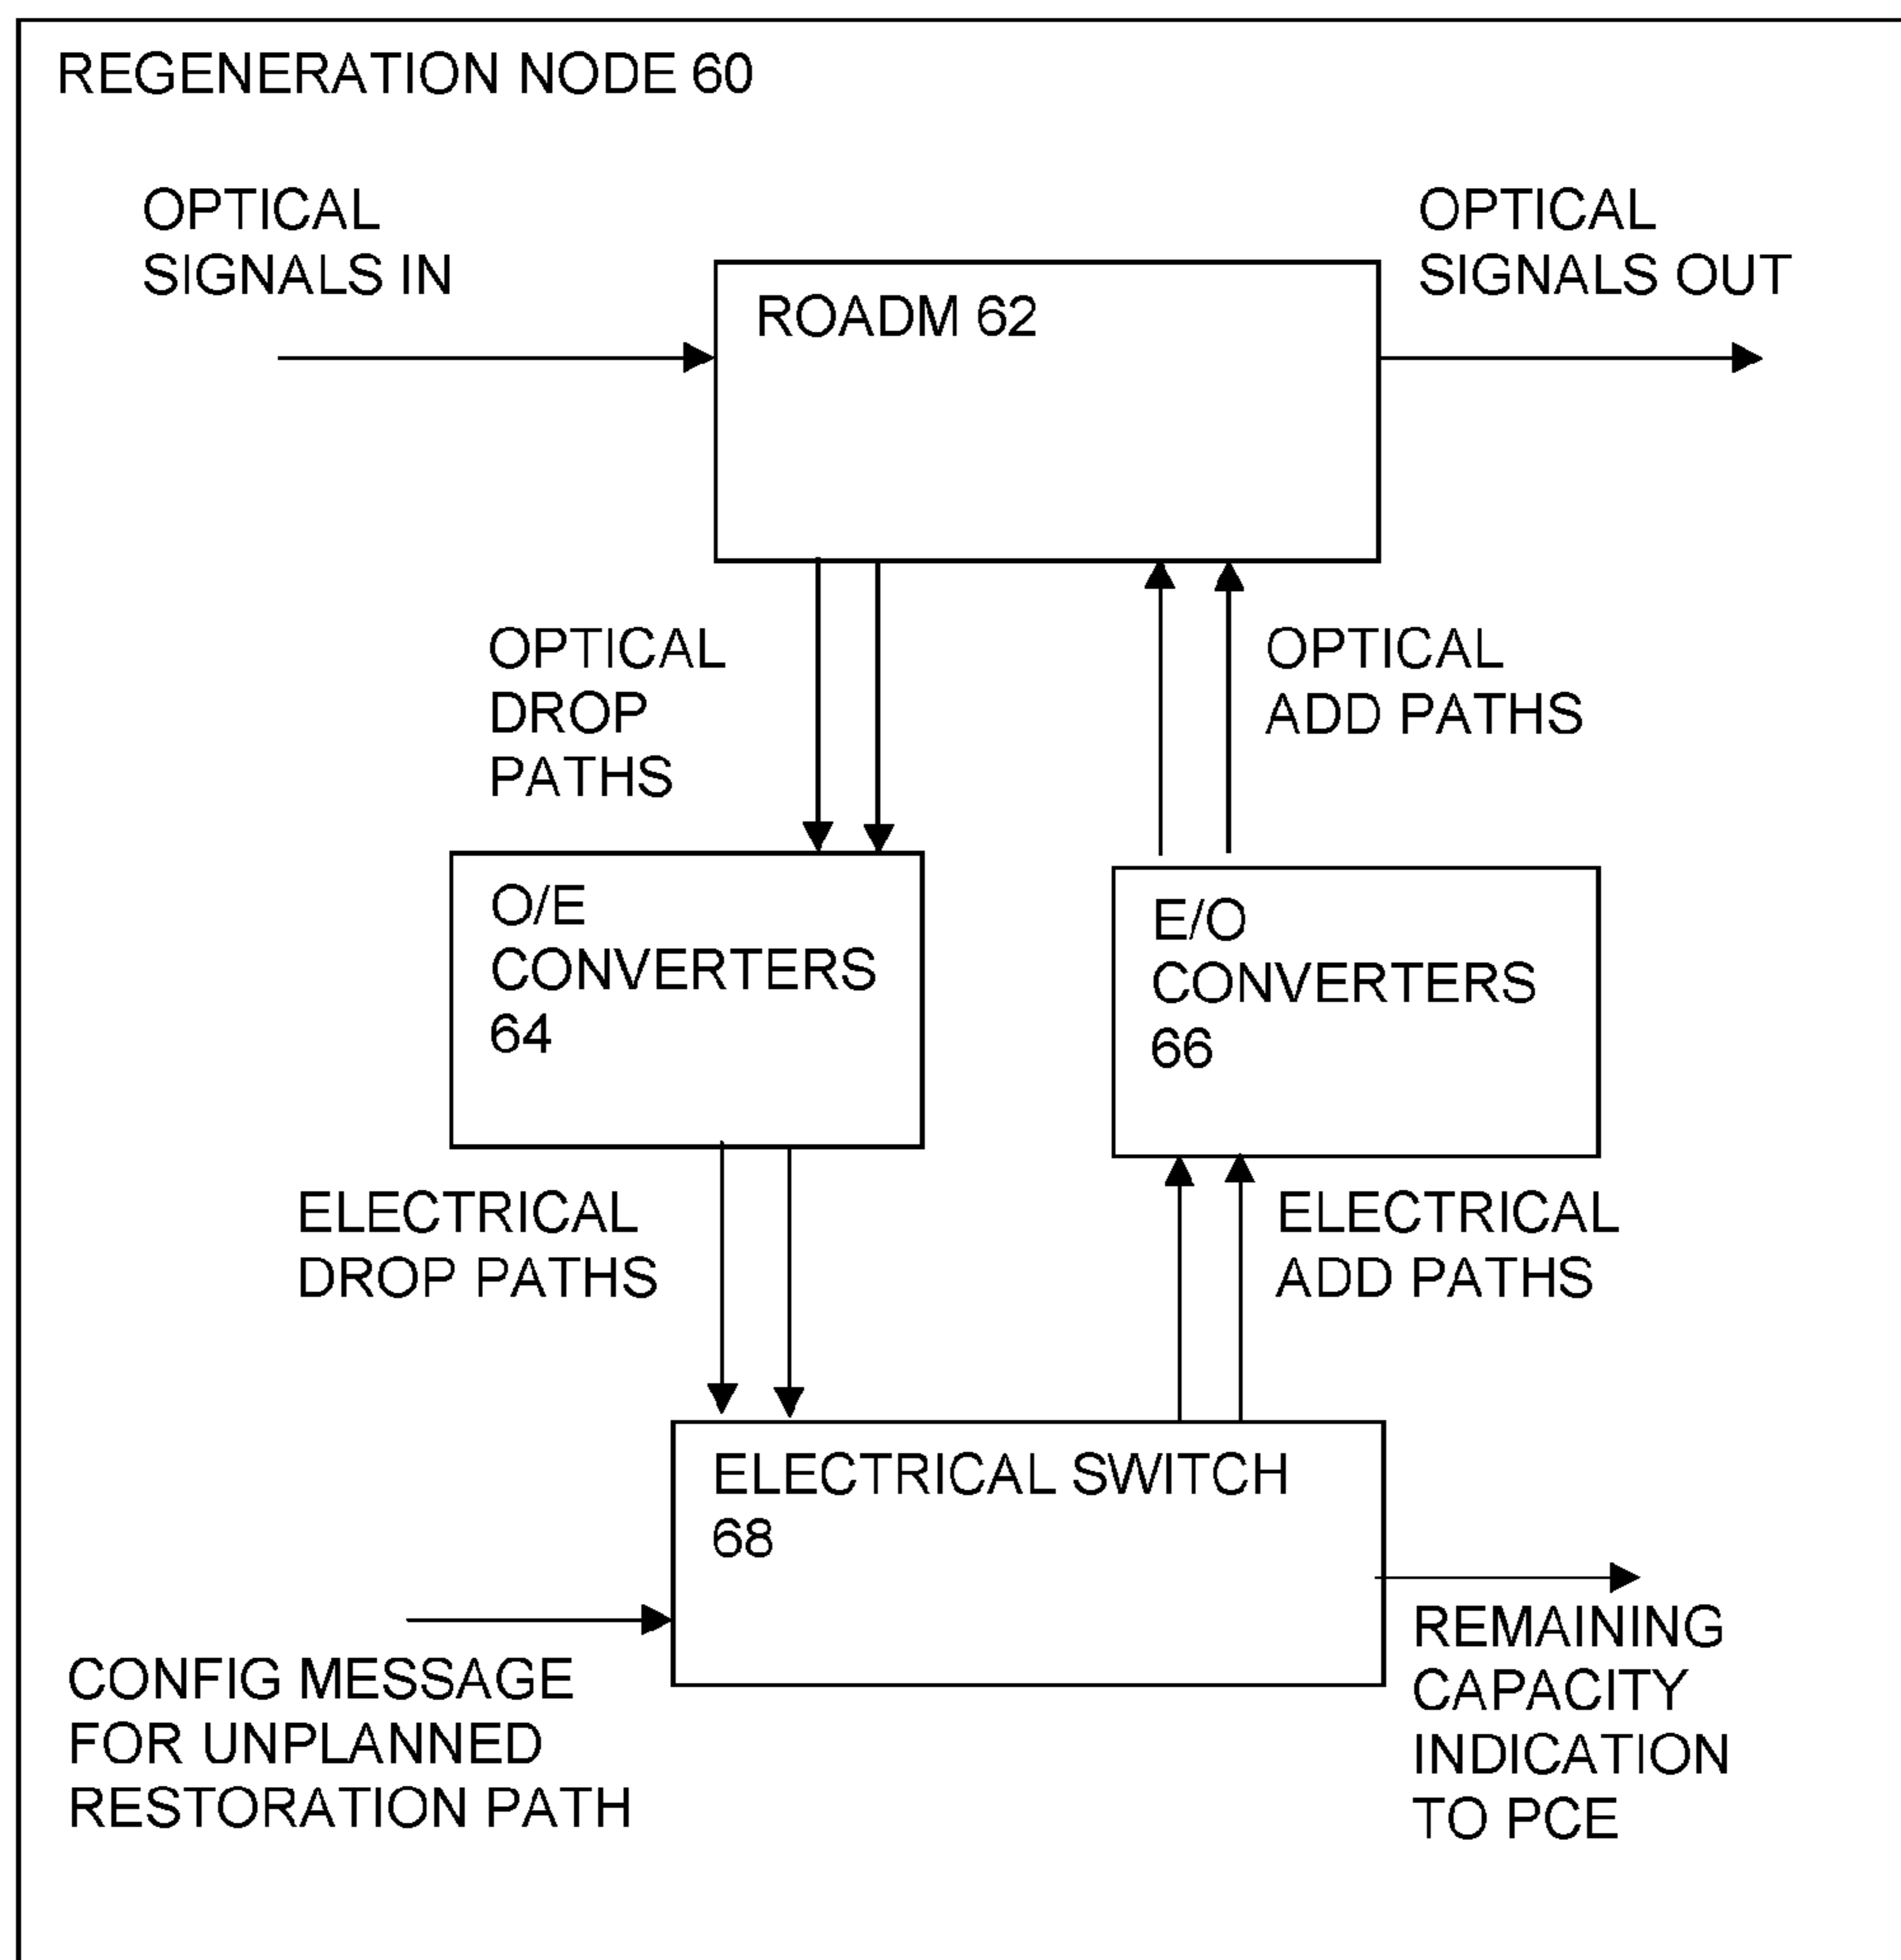 REGENERATION NODE 60
OPTICAL
SIGNALS IN
OPTICAL
SIGNALS OUT
ROADM 62
OPTICAL
DROP
PATHS
OPTICAL
ADD PATHS
O/E
CONVERTERS
64
E/O
CONVERTERS
66
ELECTRICAL
DROP PATHS
ELECTRICAL
ADD PATHS
ELECTRICAL SWITCH
68
CONFIG MESSAGE
FOR UNPLANNED
RESTORATION PATH
REMAINING
CAPACITY
INDICATION
TO PCE